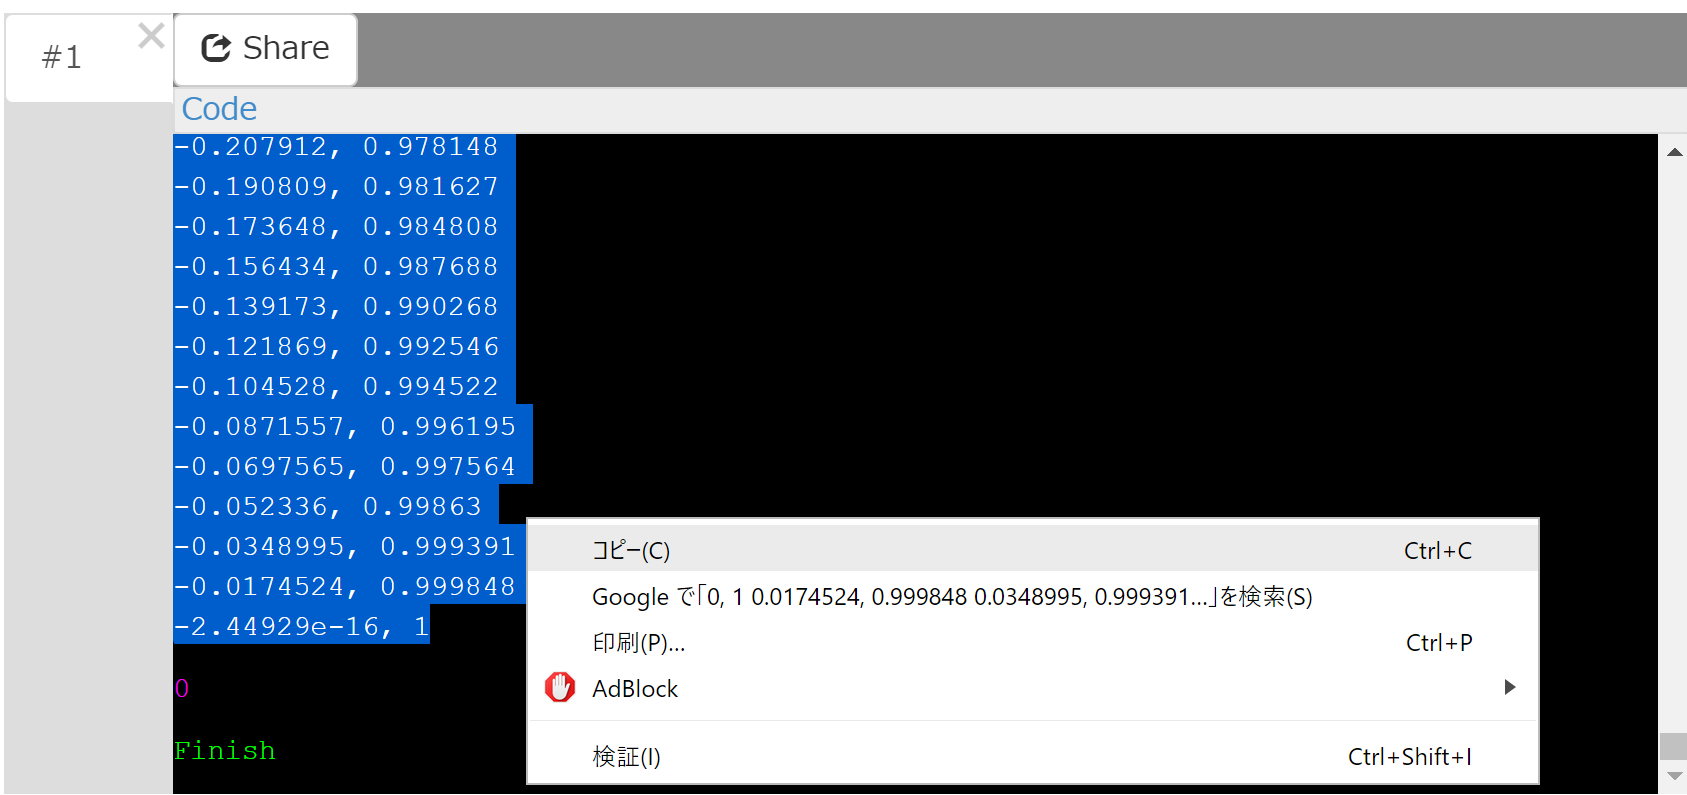 #1
Share
Code
-0.207912, 0.978148
-0.190809, 0.981627
-0.173648, 0.984808
-0.156434, 0.987688
-0.139173, 0.990268
-0.121869, 0.992546
-0.104528, 0.994522
-0.0871557, 0.996195
-0.0697565, 0.997564
-0.052336, 0.99863
-0.0348995, 0.999391
-0.0174524, 0.999848
-2.44929e-16, 1
0
Finish
コピー(C) Ctrl+C
Google で「0, 1 0.0174524, 0.999848 0.0348995, 0.999391...」を検索(S)
印刷(P)... Ctrl+P
AdBlock
検証(I) Ctrl+Shift+I